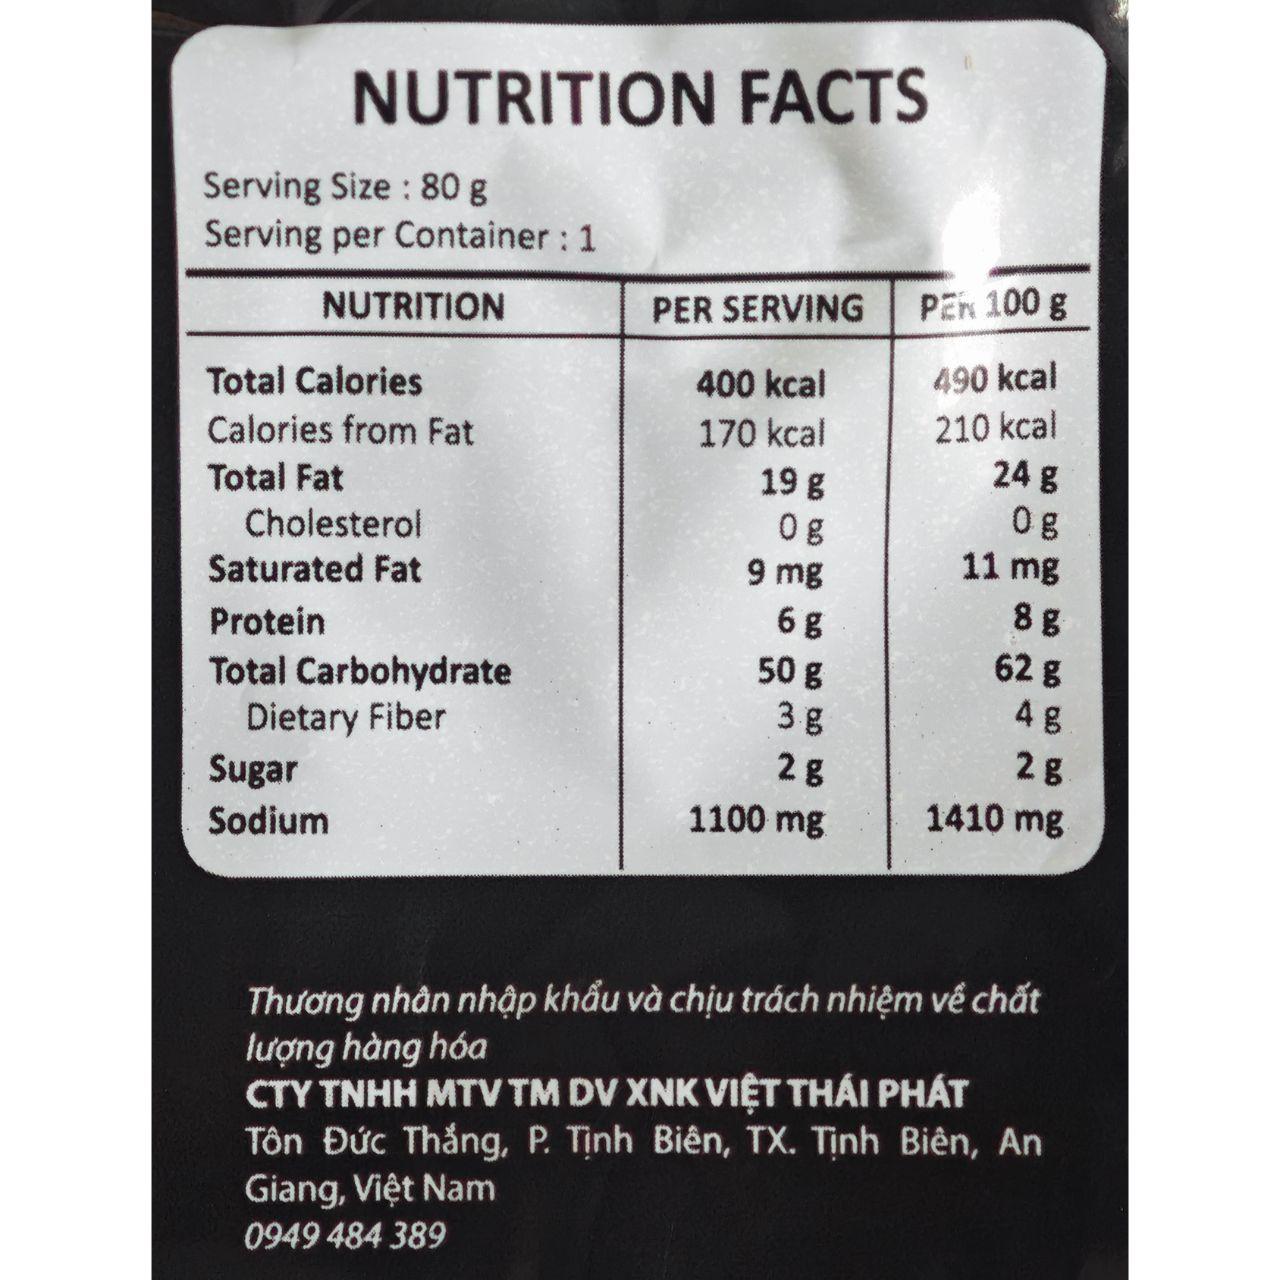 NUTRITION FACTS
Serving Size : 80 g
Serving per Container : 1
NUTRITION PER SERVING PER 100 g
Total Calories 400 kcal 490 kcal
Calories from Fat 170 kcal 210 kcal
Total Fat 19 g 24 g
Cholesterol 0 g 0 g
Saturated Fat 9 mg 11 mg
Protein 6 g 8 g
Total Carbohydrate 50 g 62 g
Dietary Fiber 3 g 4 g
Sugar 2 g 2 g
Sodium 1100 mg 1410 mg
Thương nhân nhập khẩu và chịu trách nhiệm về chất
lượng hàng hóa
CTY TNHH MTV TM DV XNK VIỆT THÁI PHÁT
Tôn Đức Thắng, P. Tịnh Biên, TX. Tịnh Biên, An
Giang, Việt Nam
0949 484 389